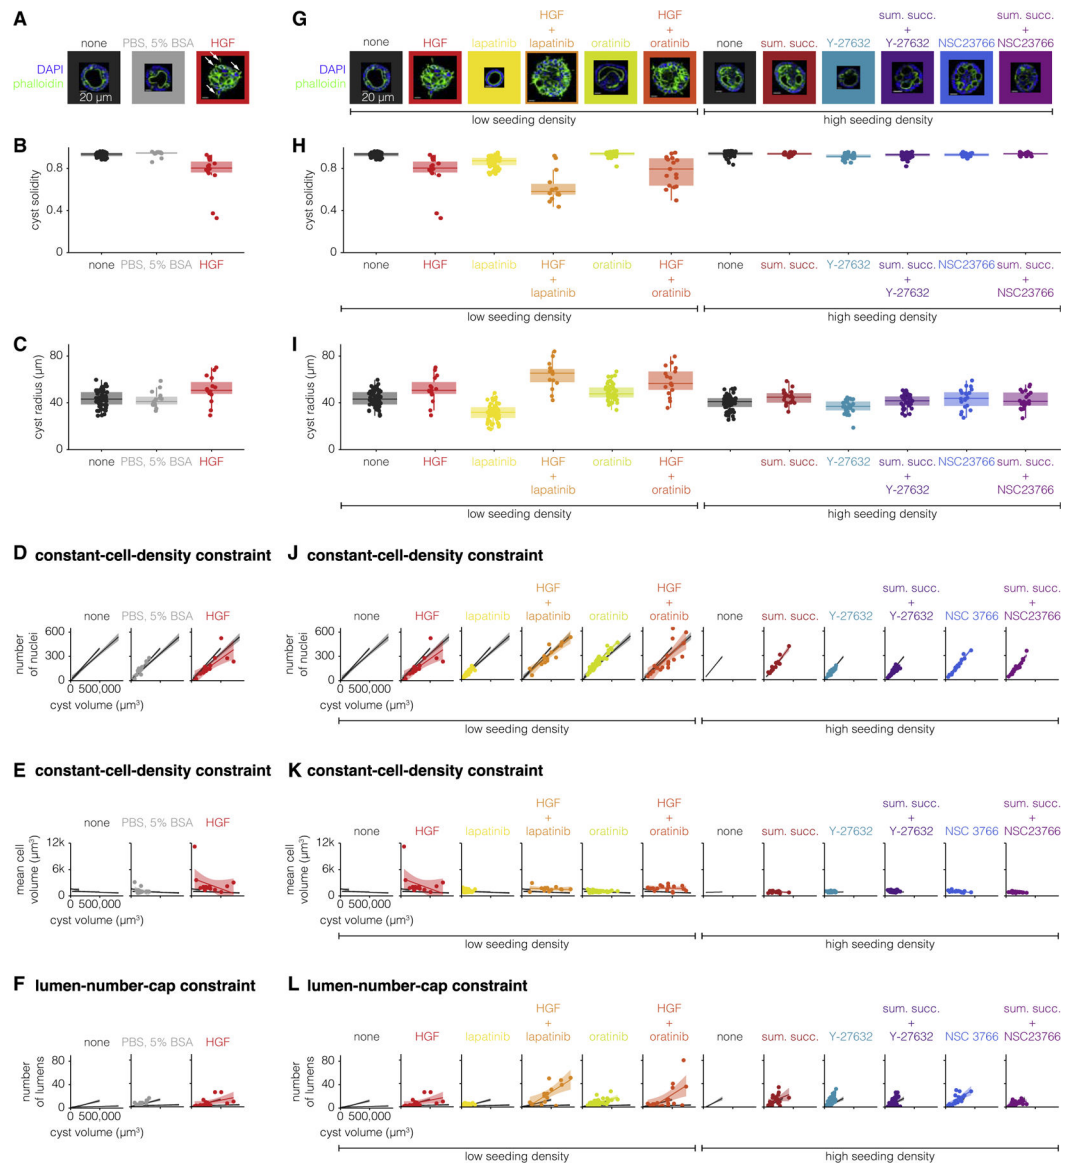 A
none
PBS, 5% BSA
HGF
DAPI
phalloidin
20 µm
G
none
HGF
lapatinib
HGF
+
lapatinib
oratinib
HGF
+
oratinib
none
sum. succ.
Y-27632
sum. succ.
+
Y-27632
NSC23766
sum. succ.
+
NSC23766
DAPI
phalloidin
20 µm
low seeding density
high seeding density
B
cyst solidity
0.8
0.4
0
none
PBS, 5% BSA
HGF
H
cyst solidity
0.8
0.4
0
none
HGF
lapatinib
HGF
+
lapatinib
oratinib
HGF
+
oratinib
none
sum. succ.
Y-27632
sum. succ.
+
Y-27632
NSC23766
sum. succ.
+
NSC23766
low seeding density
high seeding density
C
cyst radius (µm)
80
40
0
none
PBS, 5% BSA
HGF
I
cyst radius (µm)
80
40
0
none
HGF
lapatinib
HGF
+
lapatinib
oratinib
HGF
+
oratinib
sum. succ.
Y-27632
sum. succ.
+
Y-27632
NSC23766
sum. succ.
+
NSC23766
low seeding density
high seeding density
D constant-cell-density constraint
none
PBS, 5% BSA
HGF
number
of nuclei
600
300
0
0 500,000
cyst volume (µm³)
J constant-cell-density constraint
none
HGF
lapatinib
HGF
+
lapatinib
oratinib
HGF
+
oratinib
none
sum. succ.
Y-27632
sum. succ.
+
Y-27632
NSC 3766
sum. succ.
+
NSC23766
number
of nuclei
600
300
0
0 500,000
cyst volume (µm³)
low seeding density
high seeding density
E constant-cell-density constraint
none
PBS, 5% BSA
HGF
mean cell
volume (µm³)
12k
6k
0
0 500,000
cyst volume (µm³)
K constant-cell-density constraint
none
HGF
lapatinib
HGF
+
lapatinib
oratinib
HGF
+
oratinib
none
sum. succ.
Y-27632
sum. succ.
+
Y-27632
NSC 3766
sum. succ.
+
NSC23766
mean cell
volume (µm³)
12k
6k
0
0 500,000
cyst volume (µm³)
low seeding density
high seeding density
F lumen-number-cap constraint
none
PBS, 5% BSA
HGF
number
of lumens
80
40
0
0 500,000
cyst volume (µm³)
L lumen-number-cap constraint
none
HGF
lapatinib
HGF
+
lapatinib
oratinib
HGF
+
oratinib
none
sum. succ.
Y-27632
sum. succ.
+
Y-27632
NSC 3766
sum. succ.
+
NSC23766
number
of lumens
80
40
0
0 500,000
cyst volume (µm³)
low seeding density
high seeding density